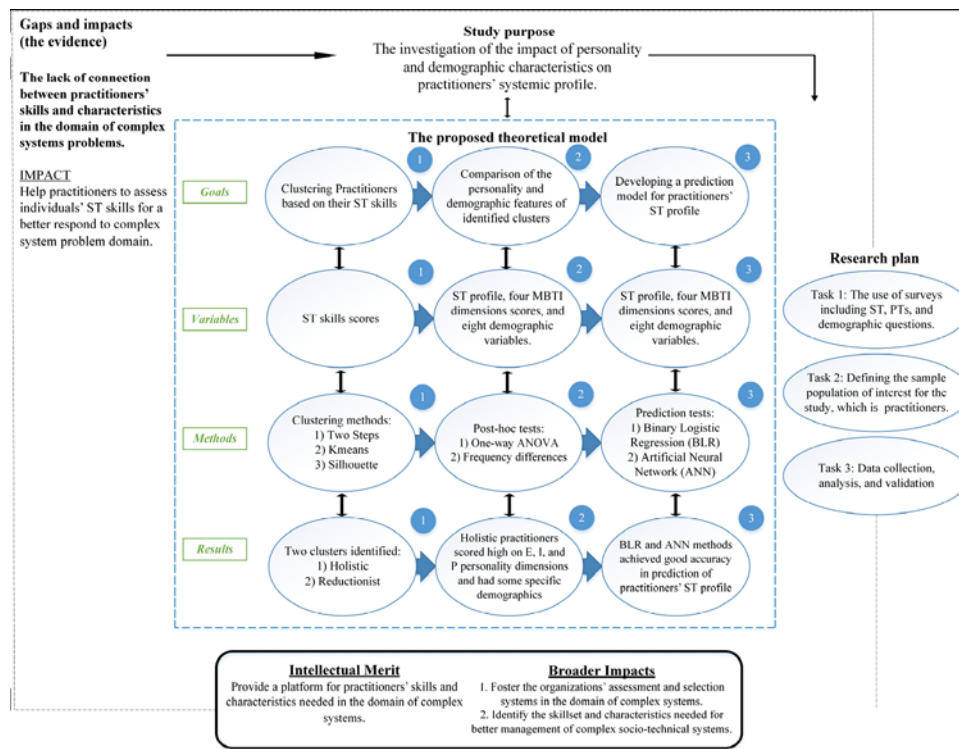 Gaps and impacts
(the evidence)
The lack of connection
between practitioners'
skills and characteristics
in the domain of complex
systems problems.
IMPACT
Help practitioners to assess
individuals' ST skills for a
better respond to complex
system problem domain.
Study purpose
The investigation of the impact of personality
and demographic characteristics on
practitioners' systemic profile.
The proposed theoretical model
Goals
1
Clustering Practitioners
based on their ST skills
2
Comparison of the
personality and
demographic features of
identified clusters
3
Developing a prediction
model for practitioners'
ST profile
Variables
1
ST skills scores
2
ST profile, four MBTI
dimensions scores, and
eight demographic
variables.
3
ST profile, four MBTI
dimensions scores, and
eight demographic
variables.
Methods
1
Clustering methods:
1) Two Steps
2) Kmeans
3) Silhouette
2
Post-hoc tests:
1) One-way ANOVA
2) Frequency differences
3
Prediction tests:
1) Binary Logistic
Regression (BLR)
2) Artificial Neural
Network (ANN)
Results
1
Two clusters identified:
1) Holistic
2) Reductionist
2
Holistic practitioners
scored high on E, I, and
P personality dimensions
and had some specific
demographics
3
BLR and ANN methods
achieved good accuracy
in prediction of
practitioners' ST profile
Research plan
Task 1: The use of surveys
including ST, PTs, and
demographic questions.
Task 2: Defining the sample
population of interest for the
study, which is practitioners.
Task 3: Data collection,
analysis, and validation
Intellectual Merit
Provide a platform for practitioners' skills and
characteristics needed in the domain of complex
systems.
Broader Impacts
1. Foster the organizations' assessment and selection
systems in the domain of complex systems.
2. Identify the skillset and characteristics needed for
better management of complex socio-technical systems.